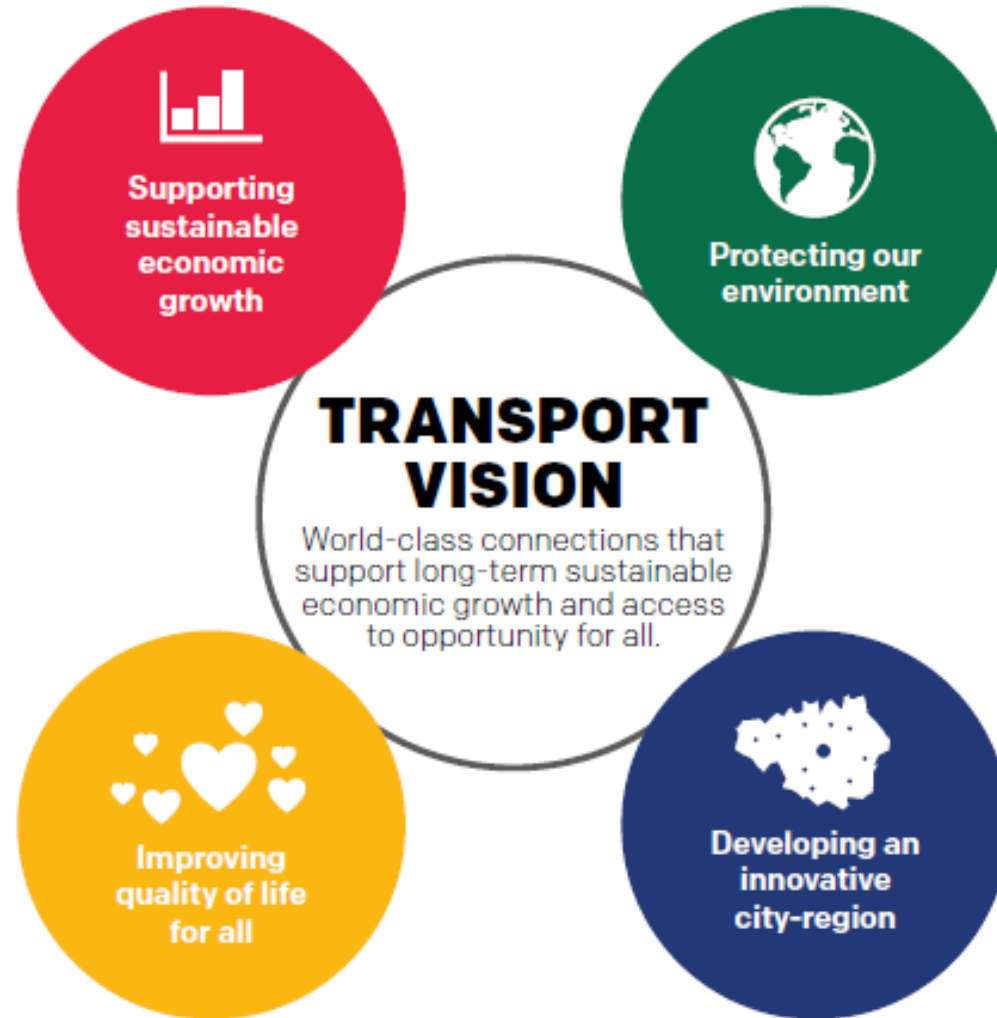 Supporting
sustainable
economic
growth
Protecting our
environment
TRANSPORT
VISION
World-class connections that
support long-term sustainable
economic growth and access
to opportunity for all.
Improving
quality of life
for all
Developing an
innovative
city-region